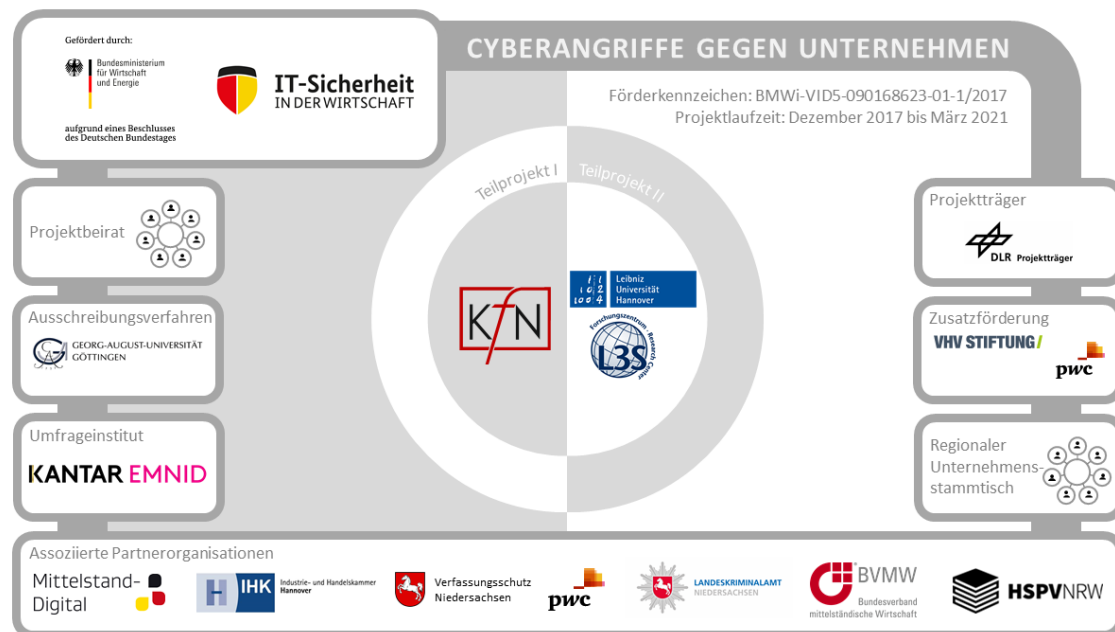 Gefördert durch:
Bundesministerium
für Wirtschaft
und Energie
aufgrund eines Beschlusses
des Deutschen Bundestages
IT-Sicherheit
IN DER WIRTSCHAFT
CYBERANGRIFFE GEGEN UNTERNEHMEN
Förderkennzeichen: BMWi-VID5-090168623-01-1/2017
Projektlaufzeit: Dezember 2017 bis März 2021
Teilprojekt I
Teilprojekt II
Projektbeirat
Ausschreibungsverfahren
GEORG-AUGUST-UNIVERSITÄT
GÖTTINGEN
Umfrageinstitut
KANTAR EMNID
KfN
Leibniz
Universität
Hannover
Forschungszentrum · Research Center
L3S
Projektträger
DLR Projektträger
Zusatzförderung
VHV STIFTUNG/
pwc
Regionaler
Unternehmens-
stammtisch
Assoziierte Partnerorganisationen
Mittelstand-
Digital
H IHK
Industrie- und Handelskammer
Hannover
Verfassungsschutz
Niedersachsen
pwc
LANDESKRIMINALAMT
NIEDERSACHSEN
BVMW
Bundesverband
mittelständische Wirtschaft
HSPVNRW